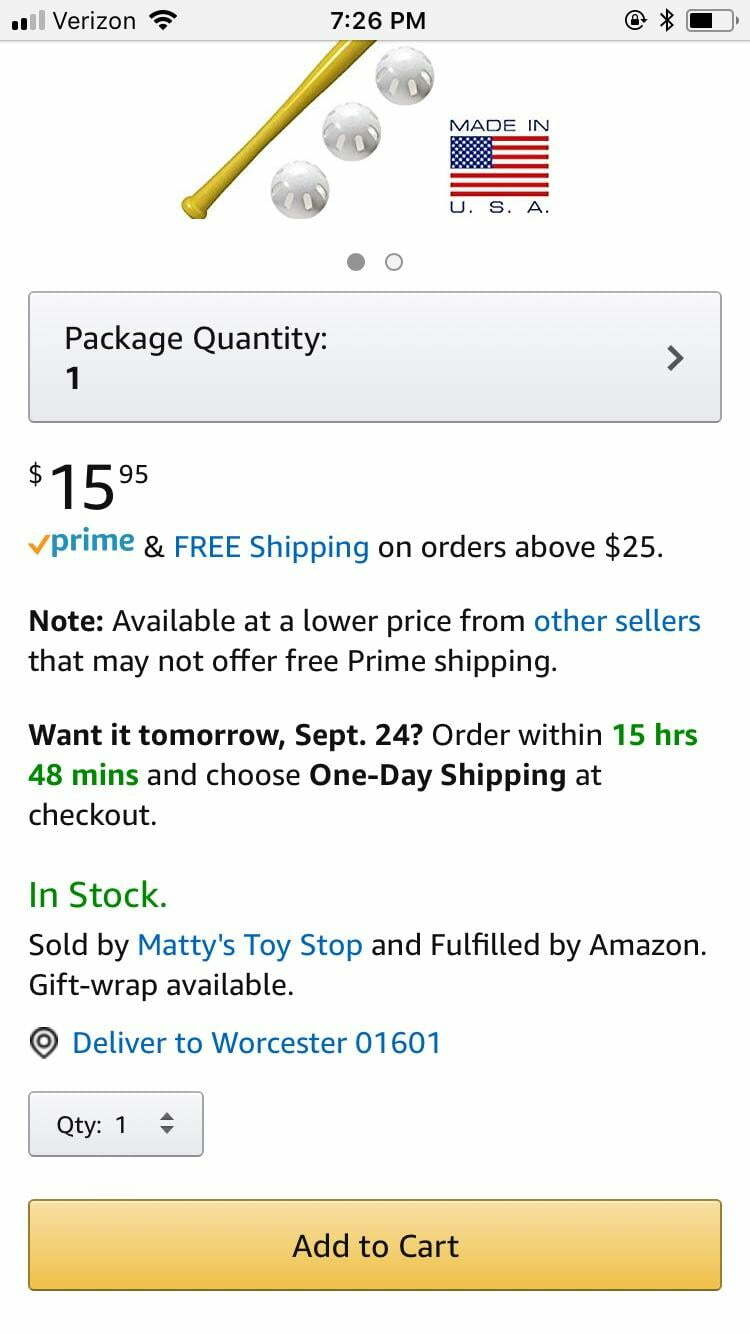 Verizon 7:26 PM
MADE IN
U. S. A.
Package Quantity:
1
$15 95
prime & FREE Shipping on orders above $25.
Note: Available at a lower price from other sellers
that may not offer free Prime shipping.
Want it tomorrow, Sept. 24? Order within 15 hrs
48 mins and choose One-Day Shipping at
checkout.
In Stock.
Sold by Matty's Toy Stop and Fulfilled by Amazon.
Gift-wrap available.
Deliver to Worcester 01601
Qty: 1
Add to Cart